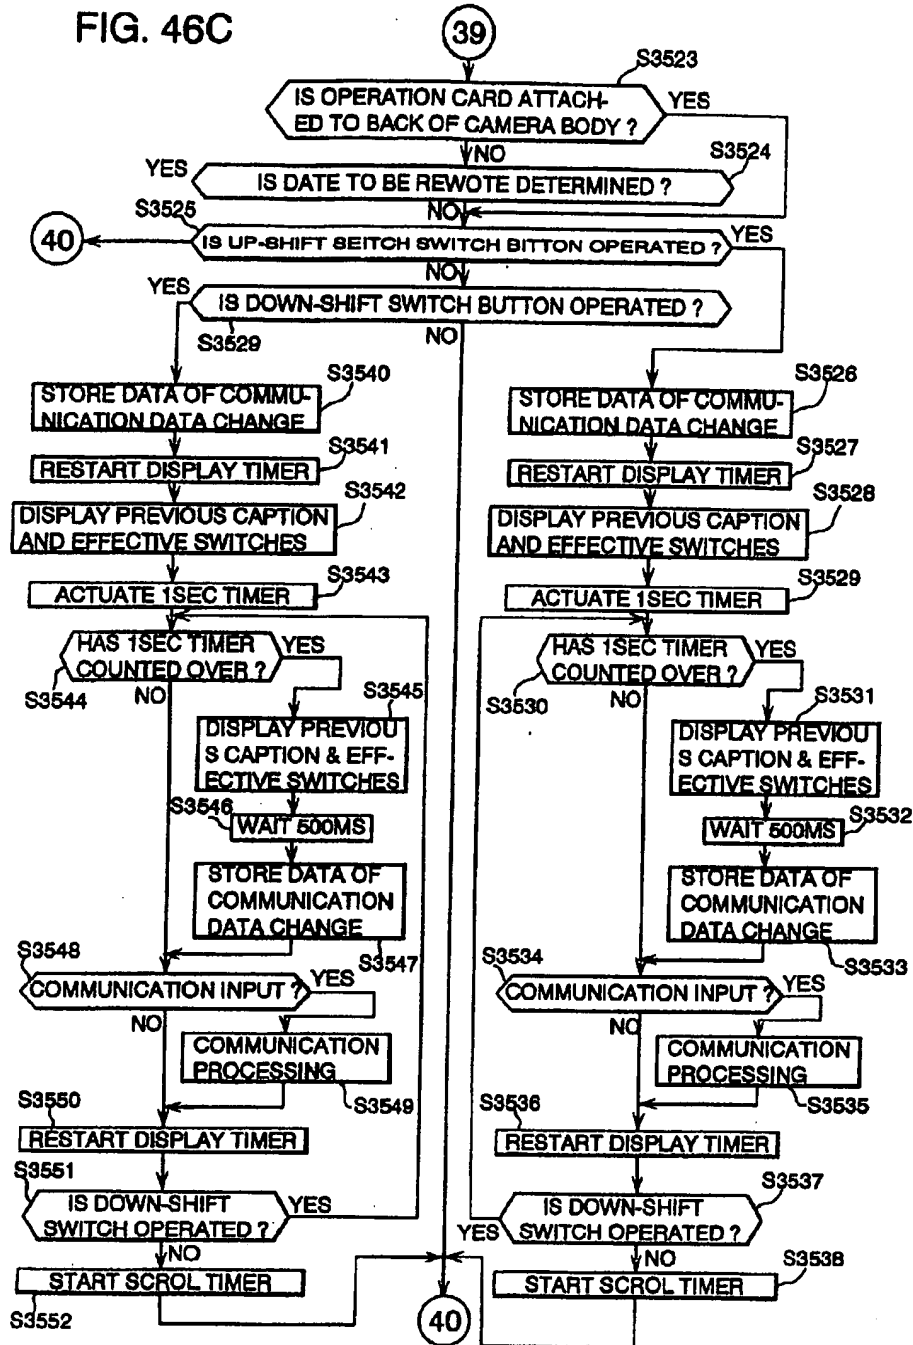 FIG. 46C
39
S3523
IS OPERATION CARD ATTACH-
ED TO BACK OF CAMERA BODY ?
YES
NO
S3524
YES
IS DATE TO BE REWOTE DETERMINED ?
NO
S3525
40
IS UP-SHIFT SEITCH SWITCH BITTON OPERATED ?
YES
NO
YES
IS DOWN-SHIFT SWITCH BUTTON OPERATED ?
S3529
NO
S3540
STORE DATA OF COMMU-
NICATION DATA CHANGE
S3541
RESTART DISPLAY TIMER
S3542
DISPLAY PREVIOUS CAPTION
AND EFFECTIVE SWITCHES
S3543
ACTUATE 1SEC TIMER
HAS 1SEC TIMER
COUNTED OVER ?
YES
S3544
NO
S3545
DISPLAY PREVIOU
S CAPTION & EFF-
ECTIVE SWITCHES
S3546
WAIT 500MS
STORE DATA OF
COMMUNICATION
DATA CHANGE
S3547
S3548
COMMUNICATION INPUT ?
YES
NO
COMMUNICATION
PROCESSING
S3549
S3550
RESTART DISPLAY TIMER
S3551
IS DOWN-SHIFT
SWITCH OPERATED ?
YES
NO
START SCROL TIMER
S3552
S3526
STORE DATA OF COMMU-
NICATION DATA CHANGE
S3527
RESTART DISPLAY TIMER
S3528
DISPLAY PREVIOUS CAPTION
AND EFFECTIVE SWITCHES
S3529
ACTUATE 1SEC TIMER
HAS 1SEC TIMER
COUNTED OVER ?
YES
S3530
NO
S3531
DISPLAY PREVIOU
S CAPTION & EFF-
ECTIVE SWITCHES
S3532
WAIT 500MS
STORE DATA OF
COMMUNICATION
DATA CHANGE
S3533
S3534
COMMUNICATION INPUT ?
YES
NO
COMMUNICATION
PROCESSING
S3535
S3536
RESTART DISPLAY TIMER
S3537
IS DOWN-SHIFT
SWITCH OPERATED ?
YES
NO
S3538
START SCROL TIMER
40